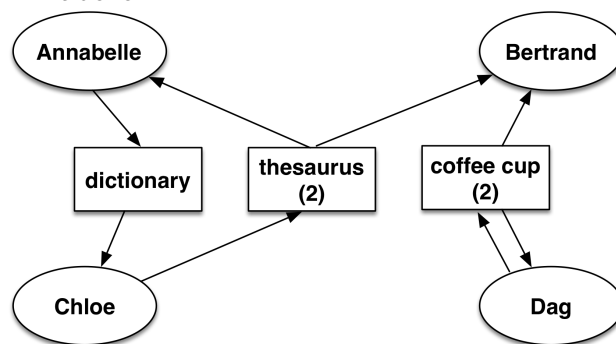 Annabelle
Bertrand
dictionary
thesaurus
(2)
coffee cup
(2)
Chloe
Dag